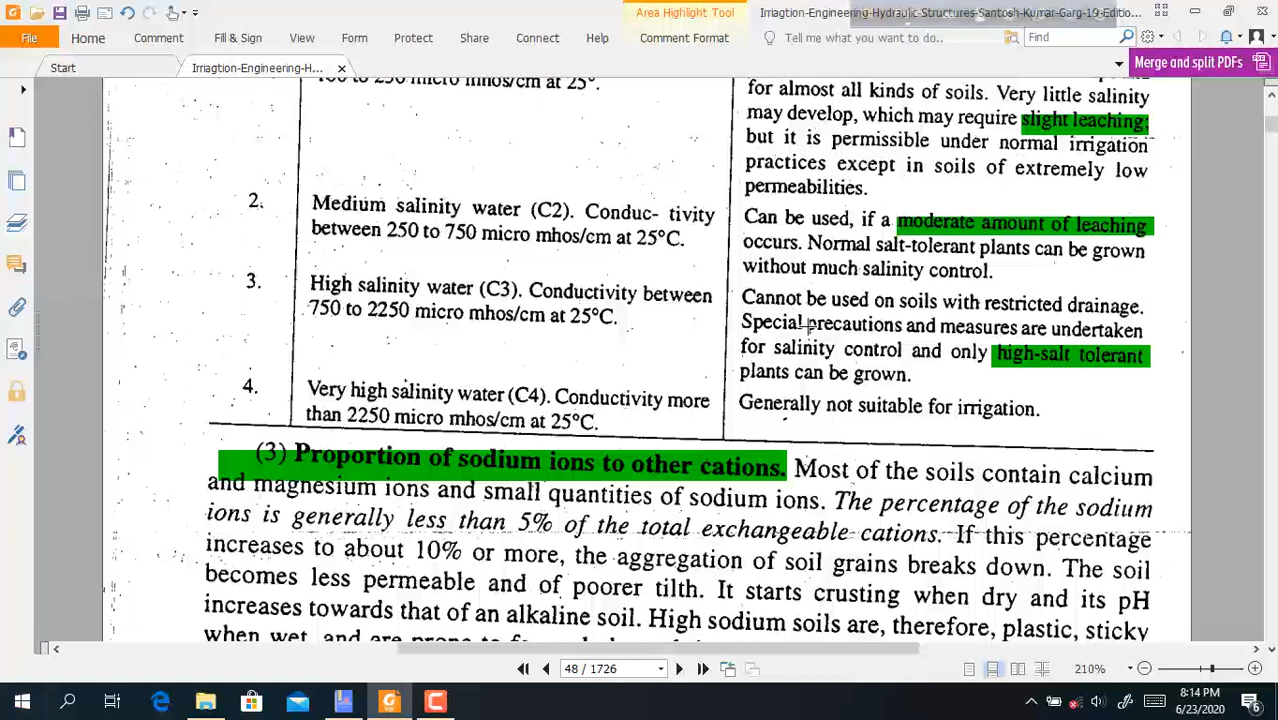 Area Highlight Tool
Irriagtion-Engineering-Hydraulic-Structures-Santosh-Kumar-Garg-19-Editio...
File Home Comment Fill & Sign View Form Protect Share Connect Help Comment Format Tell me what you want to do.. Find
Start Irriagtion-Engineering-H... Merge and split PDFs
to 250 micro mhos/cm at 25°.
for almost all kinds of soils. Very little salinity
may develop, which may require slight leaching;
but it is permissible under normal irrigation
practices except in soils of extremely low
permeabilities.
2. Medium salinity water (C2). Conduc- tivity
between 250 to 750 micro mhos/cm at 25°C.
Can be used, if a moderate amount of leaching
occurs. Normal salt-tolerant plants can be grown
without much salinity control.
3. High salinity water (C3). Conductivity between
750 to 2250 micro mhos/cm at 25°C.
Cannot be used on soils with restricted drainage.
Special precautions and measures are undertaken
for salinity control and only high-salt tolerant
plants can be grown.
4. Very high salinity water (C4). Conductivity more
than 2250 micro mhos/cm at 25°C.
Generally not suitable for irrigation.
(3) Proportion of sodium ions to other cations. Most of the soils contain calcium
and magnesium ions and small quantities of sodium ions. The percentage of the sodium
ions is generally less than 5% of the total exchangeable cations. If this percentage
increases to about 10% or more, the aggregation of soil grains breaks down. The soil
becomes less permeable and of poorer tilth. It starts crusting when dry and its pH
increases towards that of an alkaline soil. High sodium soils are, therefore, plastic, sticky
when wet, and are prone to
48 / 1726
210%
8:14 PM
6/23/2020
6